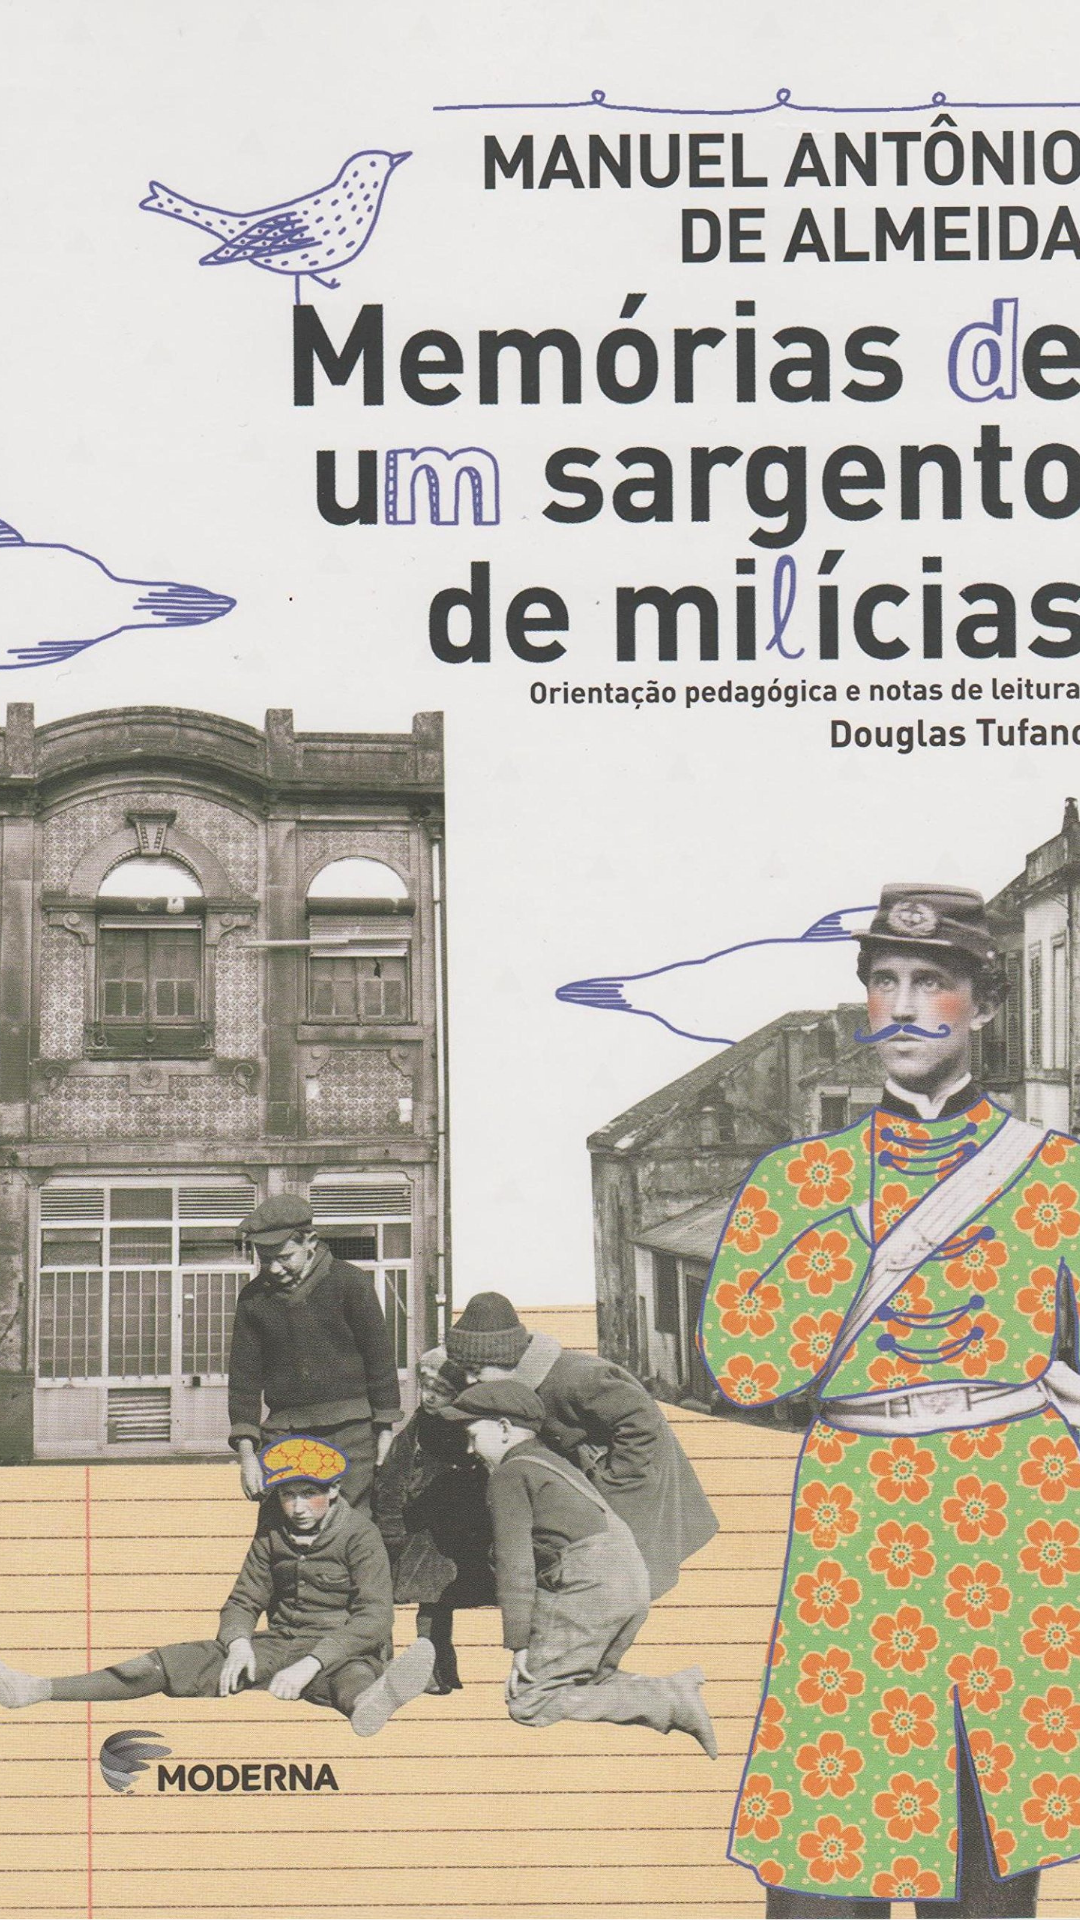 MANUEL ANTÔNIO
DE ALMEIDA
Memórias de
um sargento
de milícias
Orientação pedagógica e notas de leitura
Douglas Tufano
MODERNA